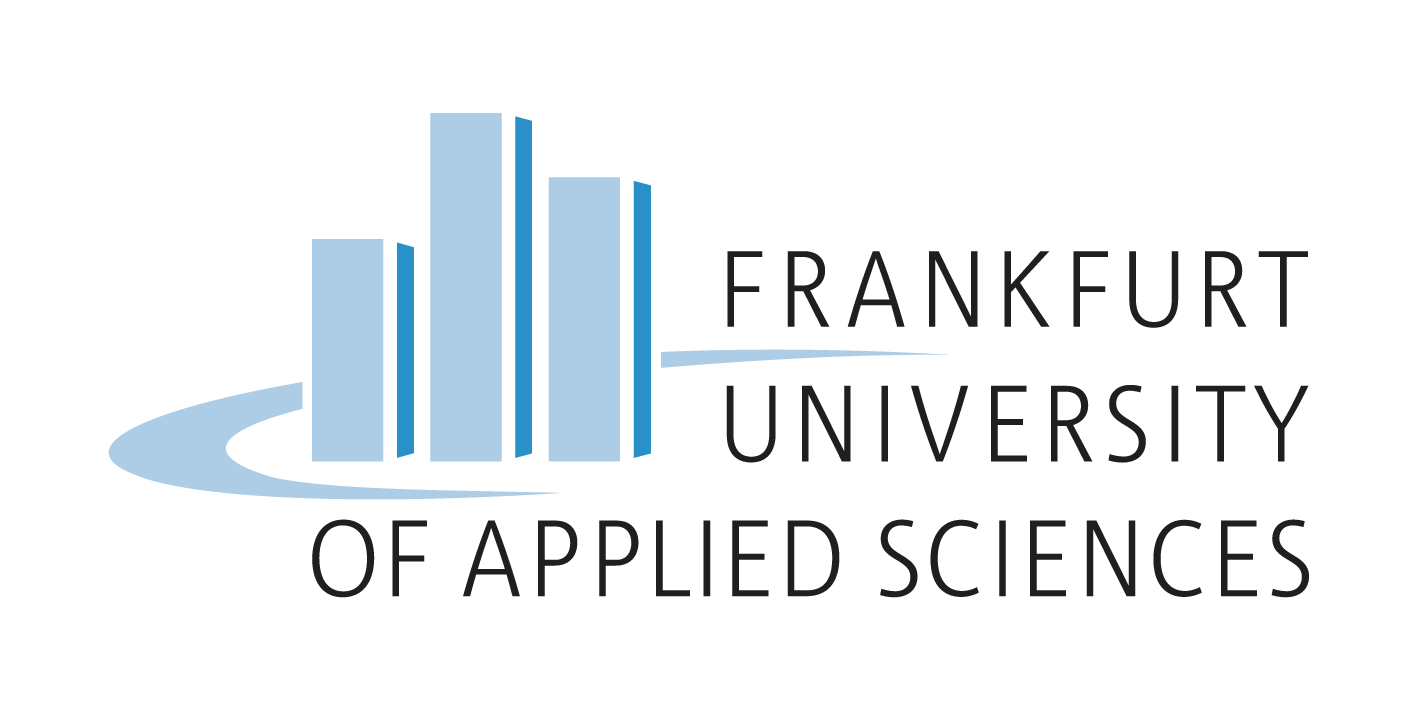 FRANKFURT
UNIVERSITY
OF APPLIED SCIENCES